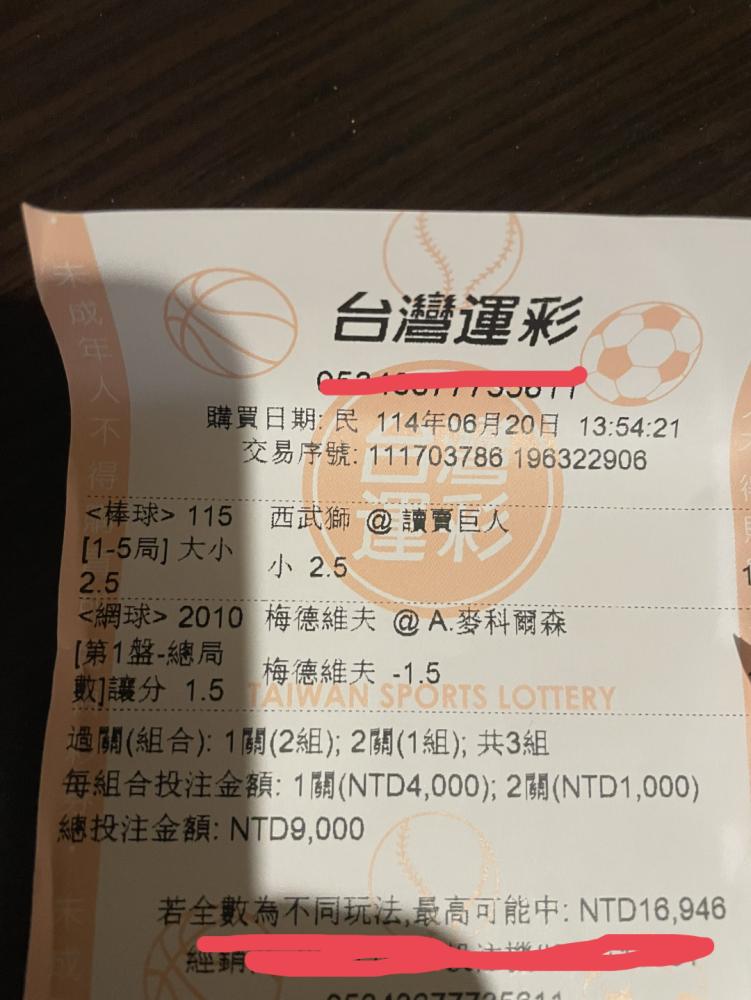 台灣運彩
購買日期: 民 114年06月20日 13:54:21
交易序號: 111703786 196322906
<棒球> 115 西武獅 @ 讀賣巨人
[1-5局] 大小 2.5 小 2.5
<網球> 2010 梅德維夫 @ A.麥科爾森
[第1盤-總局數]讓分 1.5 梅德維夫 -1.5
TAIWAN SPORTS LOTTERY
過關(組合): 1關(2組); 2關(1組); 共3組
每組合投注金額: 1關(NTD4,000); 2關(NTD1,000)
總投注金額: NTD9,000
若全數為不同玩法,最高可能中: NTD16,946
經銷
未成年人不得
台灣運彩